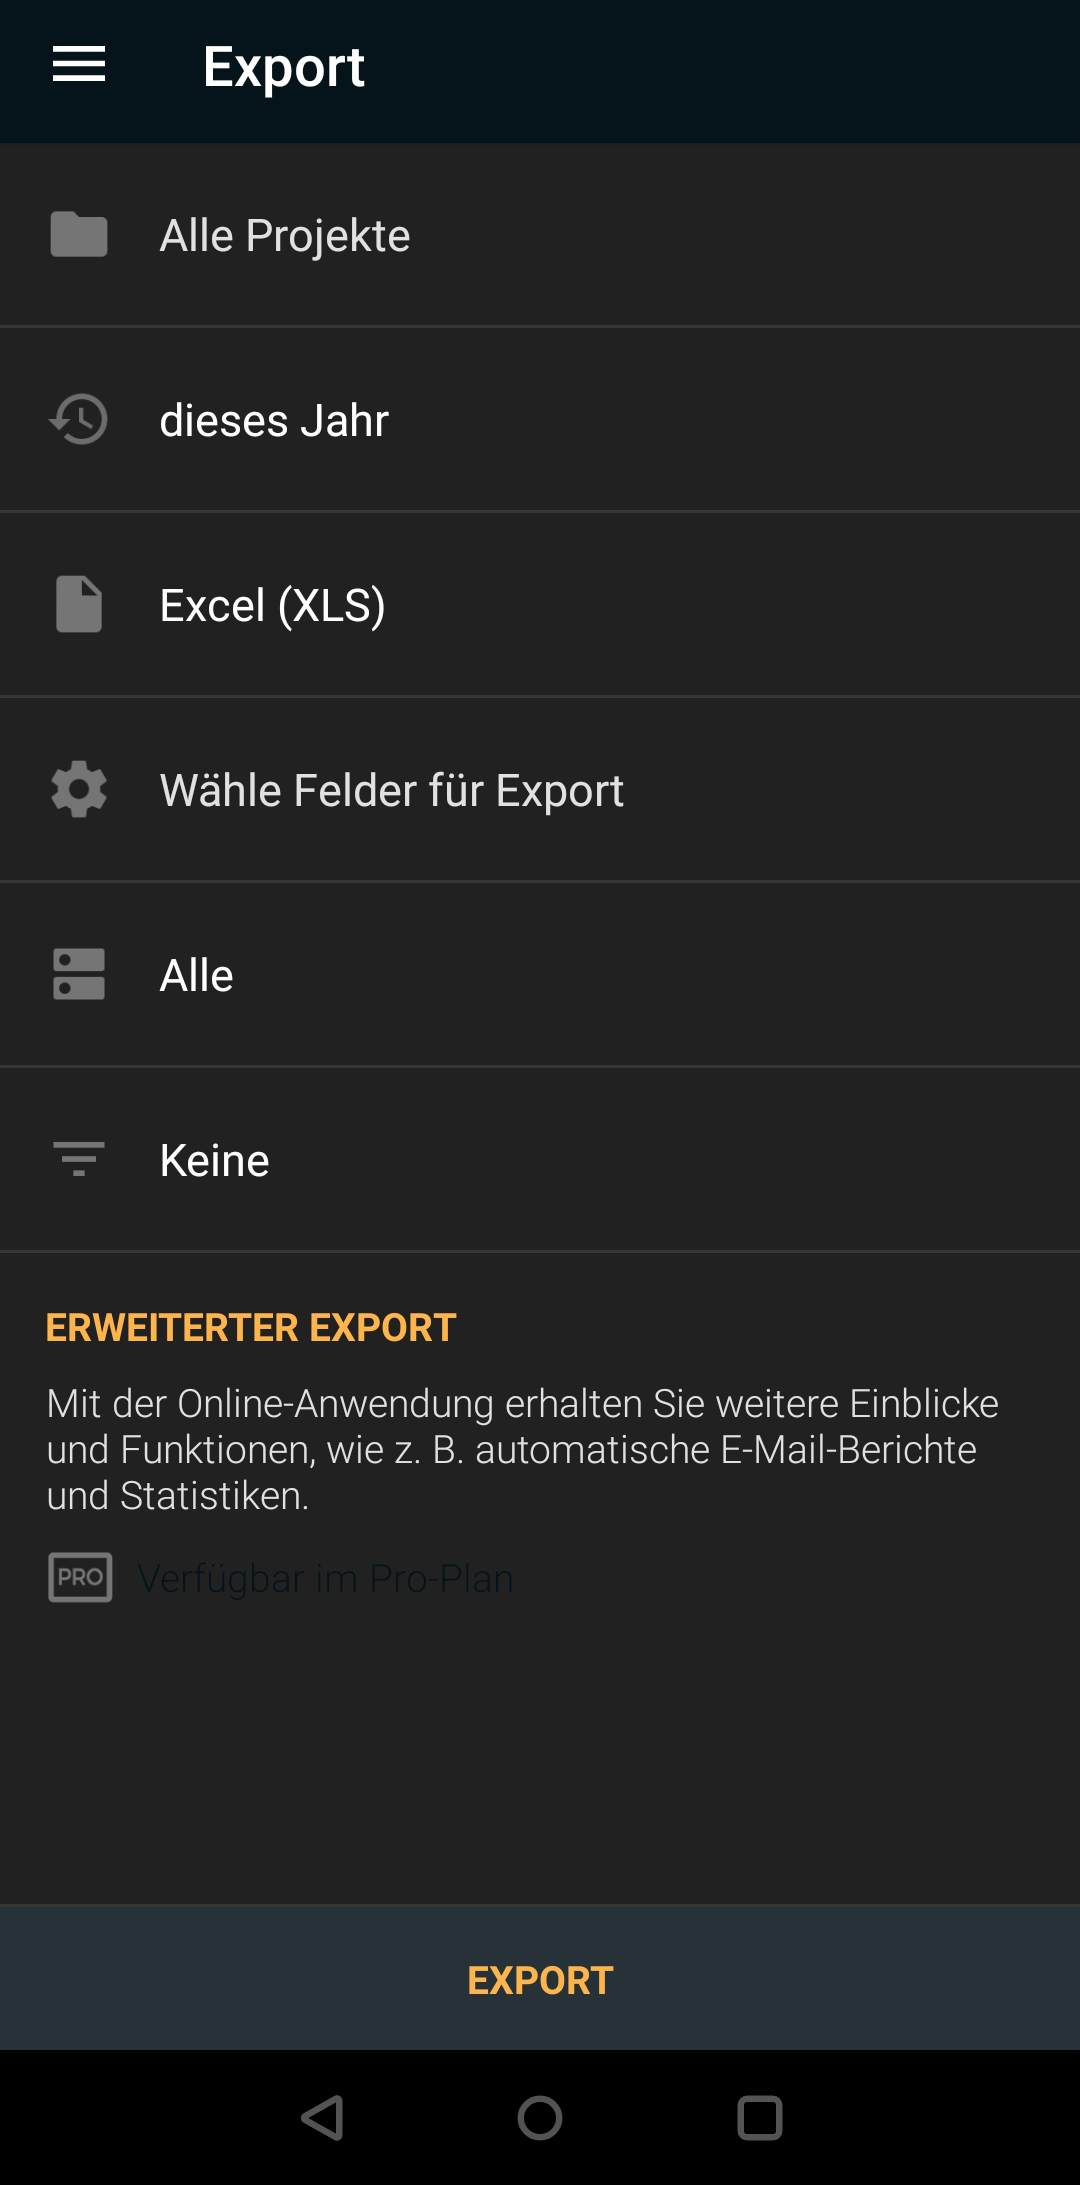 Export
Alle Projekte
dieses Jahr
Excel (XLS)
Wähle Felder für Export
Alle
Keine
ERWEITERTER EXPORT
Mit der Online-Anwendung erhalten Sie weitere Einblicke
und Funktionen, wie z. B. automatische E-Mail-Berichte
und Statistiken.
PRO Verfügbar im Pro-Plan
EXPORT